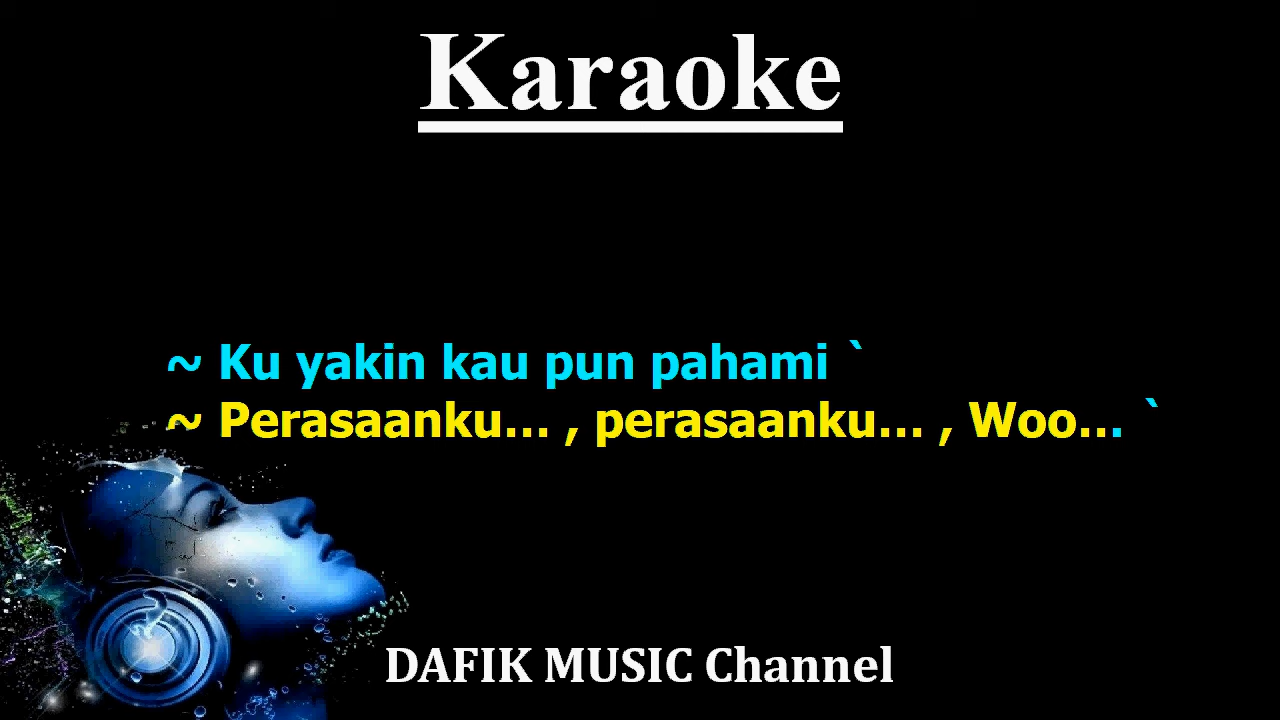 Karaoke
~ Ku yakin kau pun pahami `
~ Perasaanku... , perasaanku... , Woo... `
DAFIK MUSIC Channel